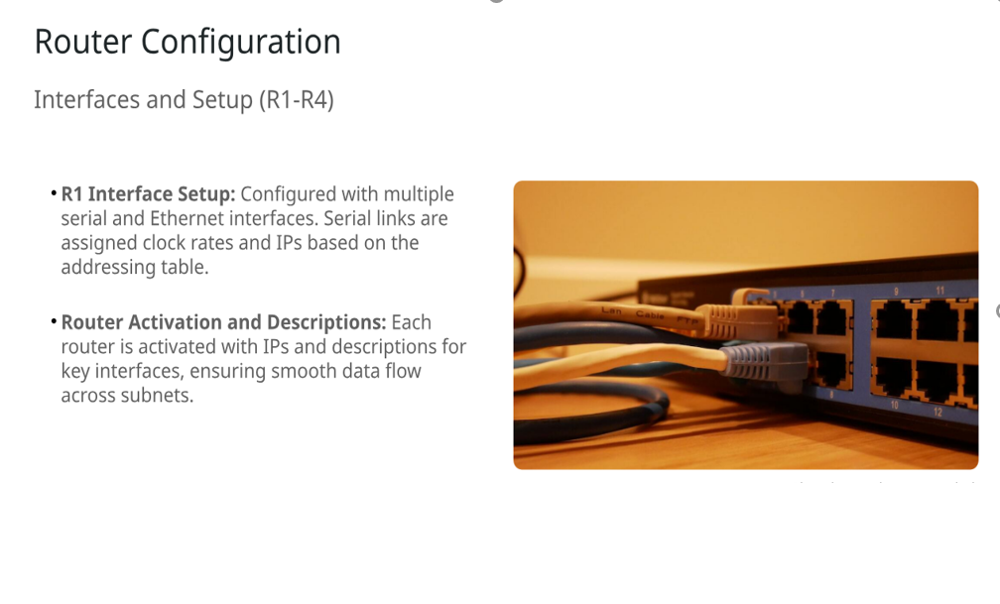 Router Configuration
Interfaces and Setup (R1-R4)
• R1 Interface Setup: Configured with multiple
serial and Ethernet interfaces. Serial links are
assigned clock rates and IPs based on the
addressing table.
• Router Activation and Descriptions: Each
router is activated with IPs and descriptions for
key interfaces, ensuring smooth data flow
across subnets.
Lan Cable FTP
7 9 11
8 10 12